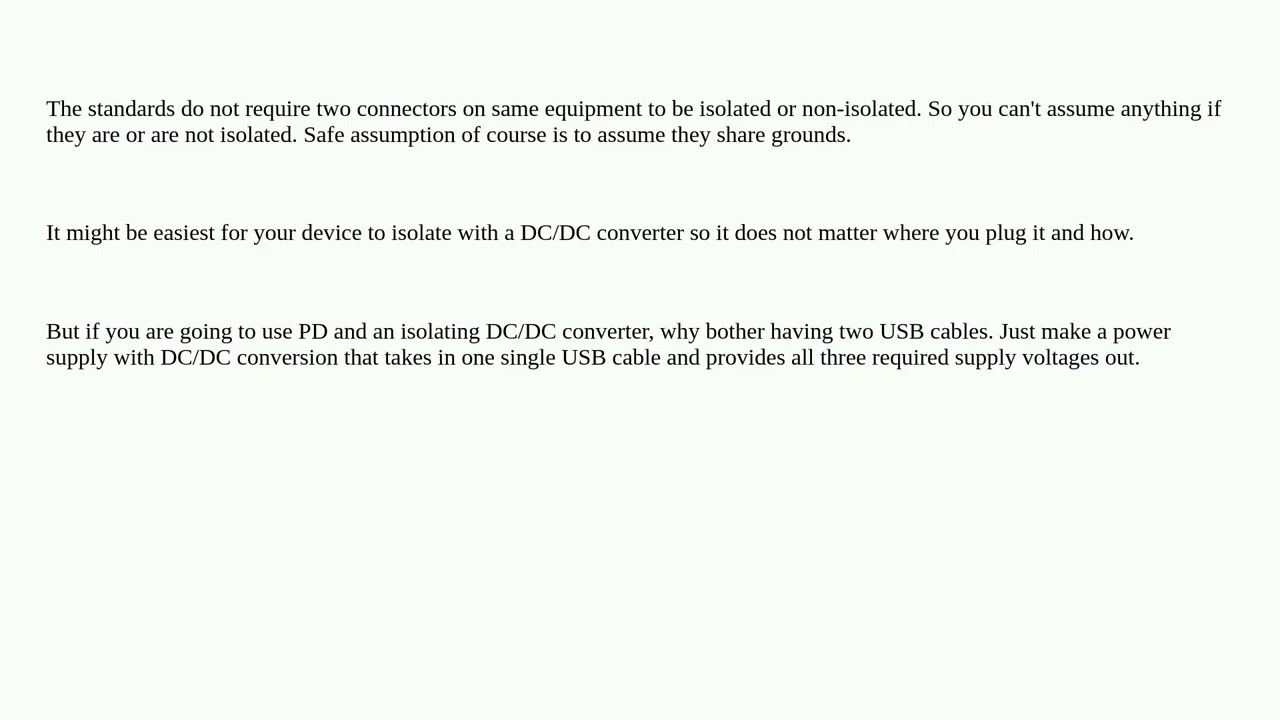 The standards do not require two connectors on same equipment to be isolated or non-isolated. So you can't assume anything if
they are or are not isolated. Safe assumption of course is to assume they share grounds.
It might be easiest for your device to isolate with a DC/DC converter so it does not matter where you plug it and how.
But if you are going to use PD and an isolating DC/DC converter, why bother having two USB cables. Just make a power
supply with DC/DC conversion that takes in one single USB cable and provides all three required supply voltages out.